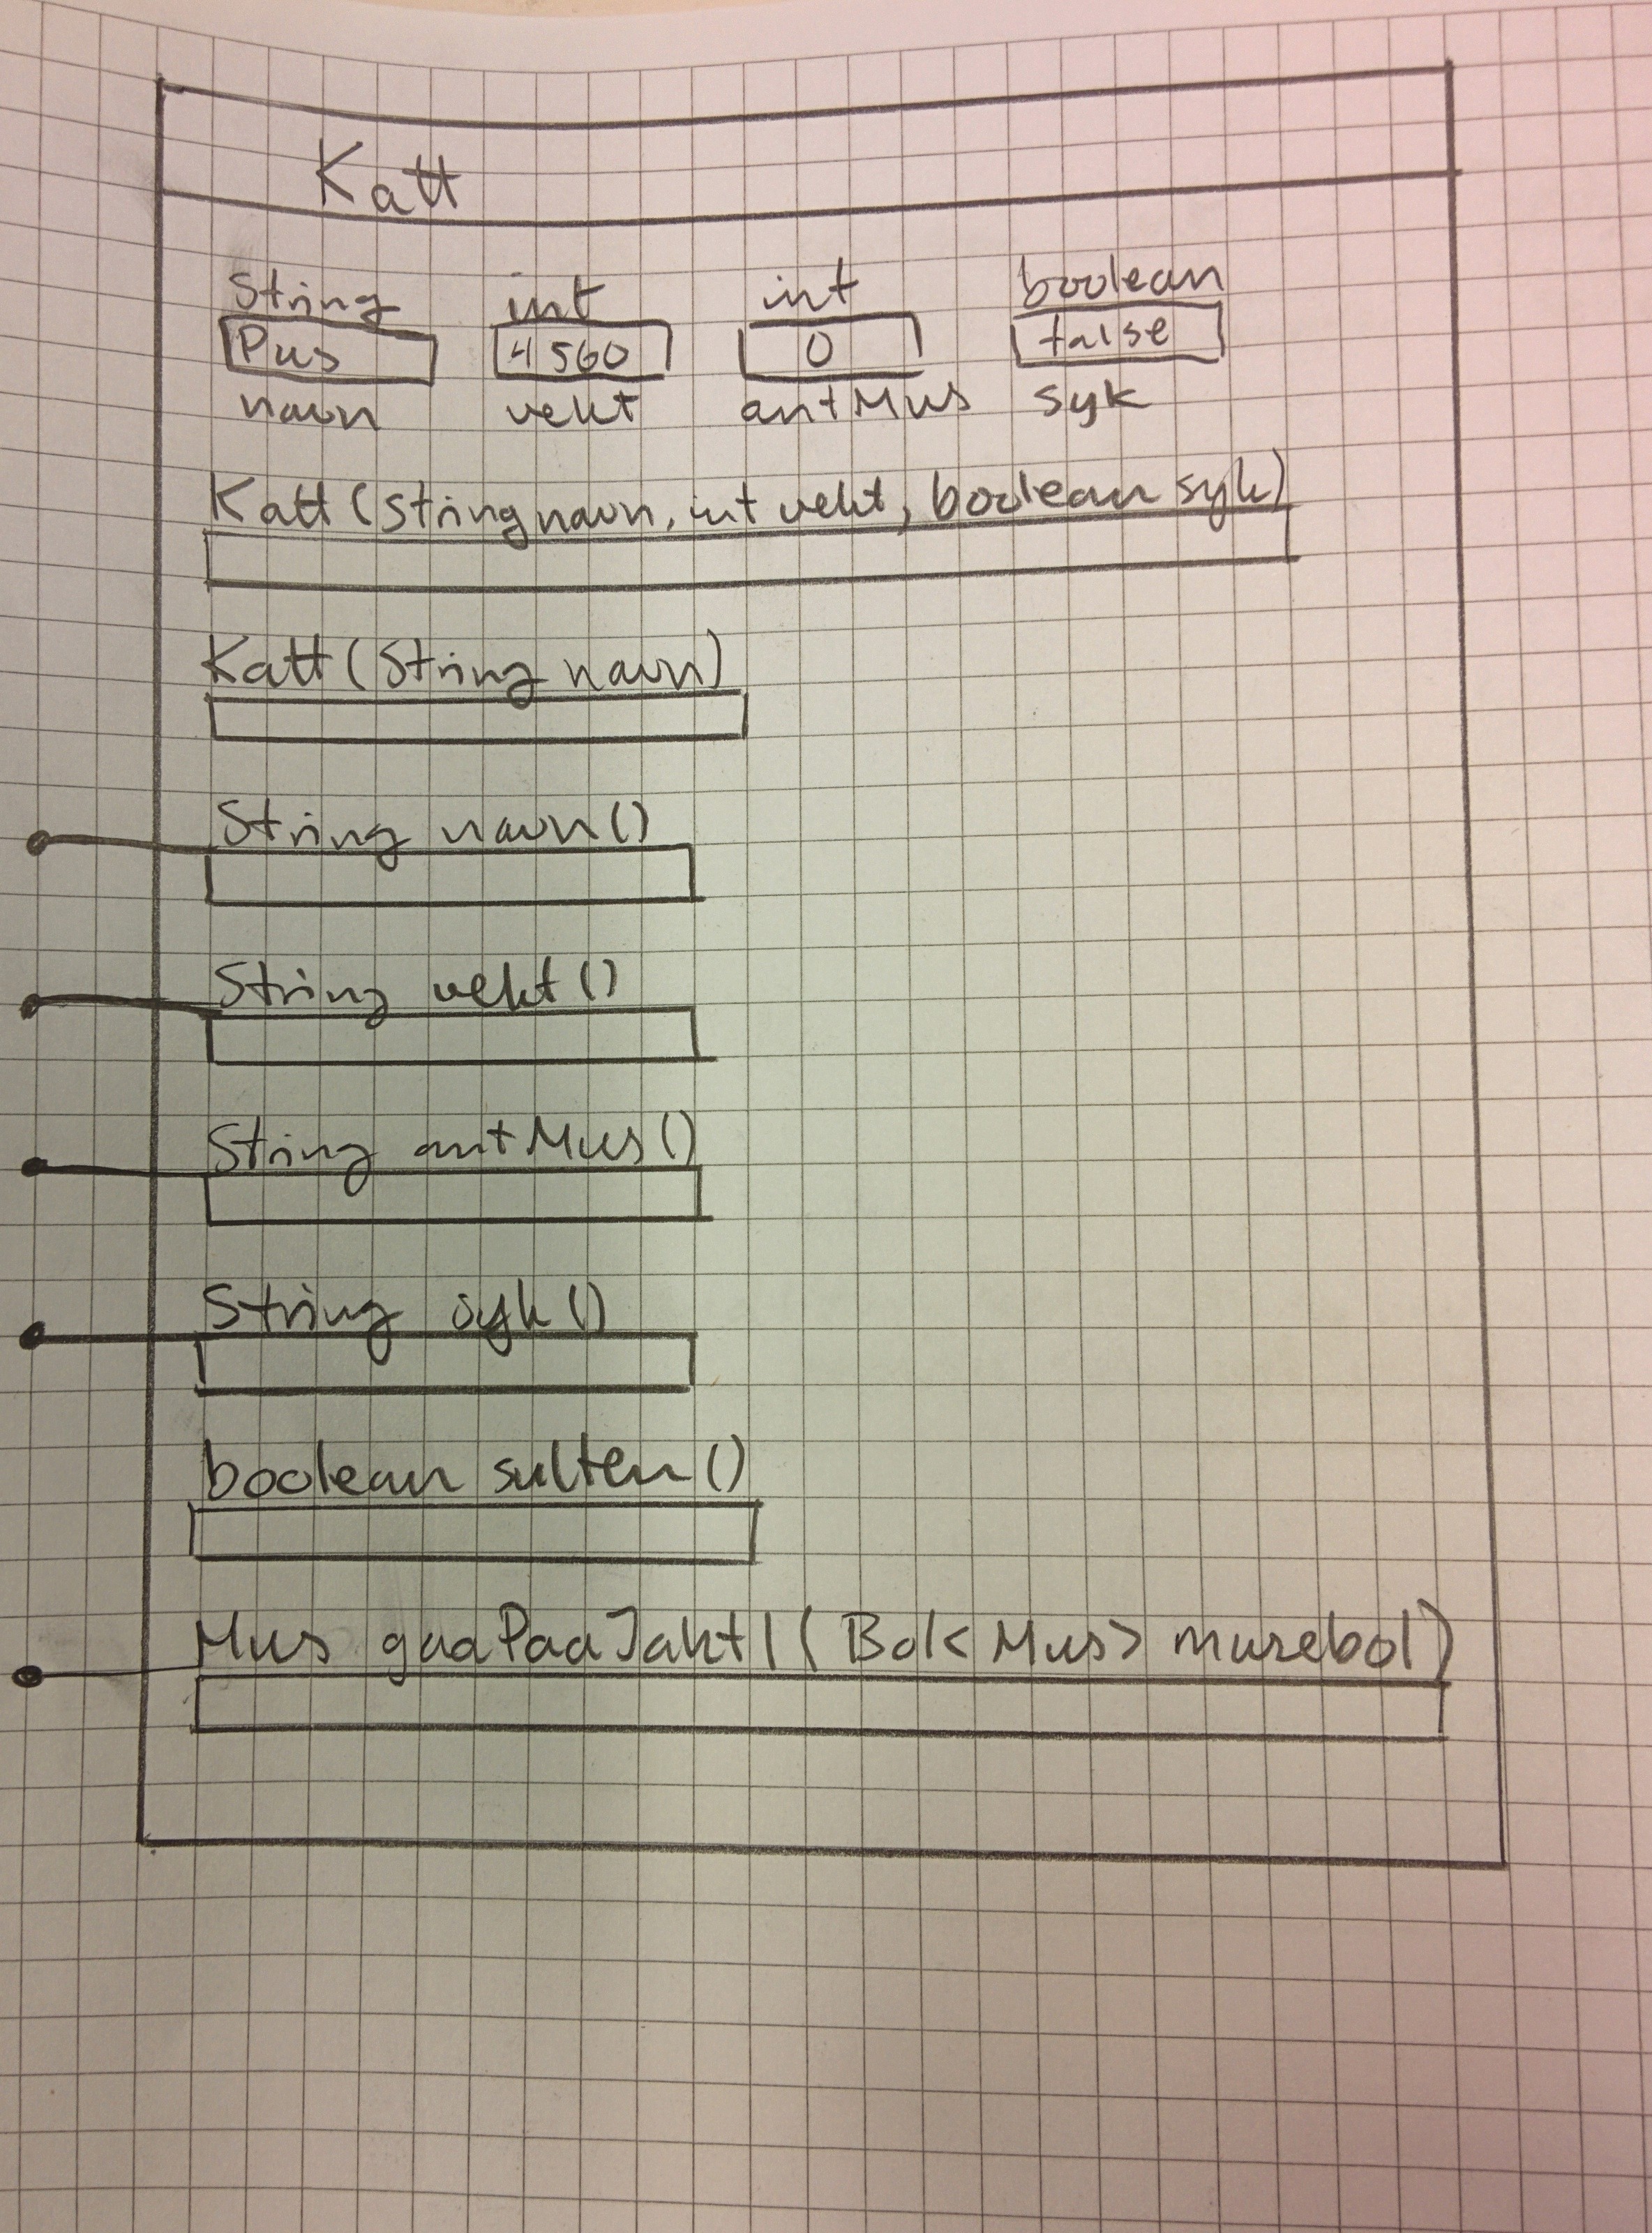 Katt
String int int boolean
Pus 4560 0 false
navn vekt antMus syk
Katt (String navn, int vekt, boolean syk)
Katt (String navn)
String navn()
String vekt()
String antMus()
String syk()
boolean sulten()
Mus gaaPaaJakt1(Bol<Mus> musebol)